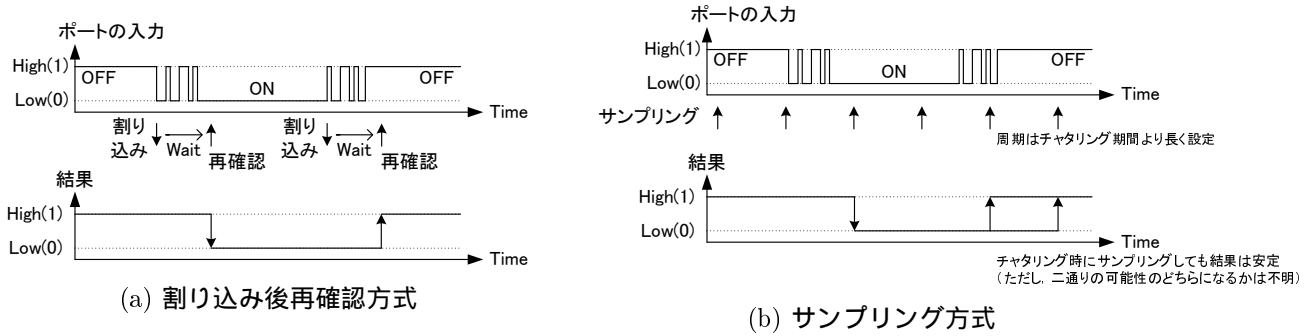 ポートの入力
High(1)
OFF
ON
OFF
Low(0)
Time
割り込み
Wait
再確認
割り込み
Wait
再確認
結果
High(1)
Low(0)
Time
(a) 割り込み後再確認方式
ポートの入力
High(1)
OFF
ON
OFF
Low(0)
Time
サンプリング
周期はチャタリング期間より長く設定
結果
High(1)
Low(0)
Time
チャタリング時にサンプリングしても結果は安定
(ただし, 二通りの可能性のどちらになるかは不明)
(b) サンプリング方式